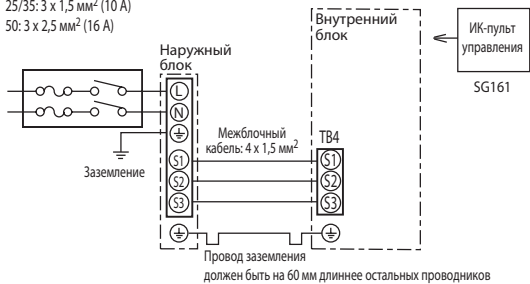 25/35: 3 x 1,5 мм² (10 А)
50: 3 x 2,5 мм² (16 А)
Наружный
блок
Внутренний
блок
ИК-пульт
управления
SG161
L
N
Заземление
Межблочный
кабель: 4 x 1,5 мм²
TB4
S1
S2
S3
S1
S2
S3
Провод заземления
должен быть на 60 мм длиннее остальных проводников